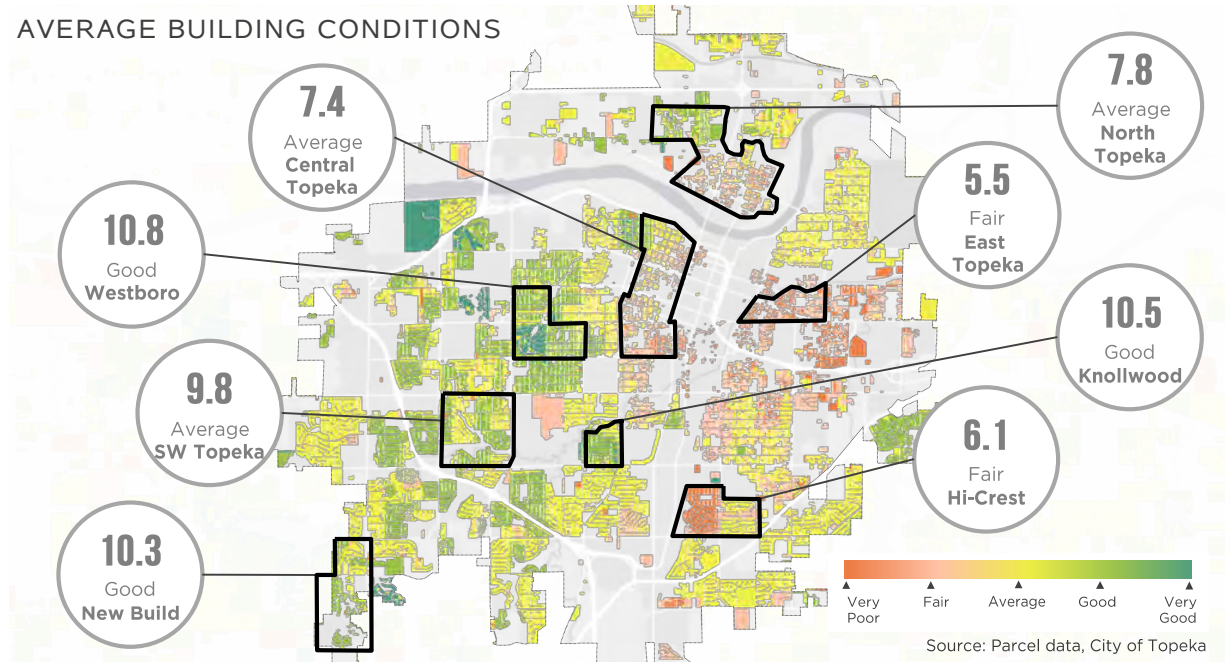 AVERAGE BUILDING CONDITIONS
7.4
Average
Central
Topeka
7.8
Average
North
Topeka
10.8
Good
Westboro
5.5
Fair
East
Topeka
10.5
Good
Knollwood
9.8
Average
SW Topeka
6.1
Fair
Hi-Crest
10.3
Good
New Build
Very
Poor
Fair
Average
Good
Very
Good
Source: Parcel data, City of Topeka